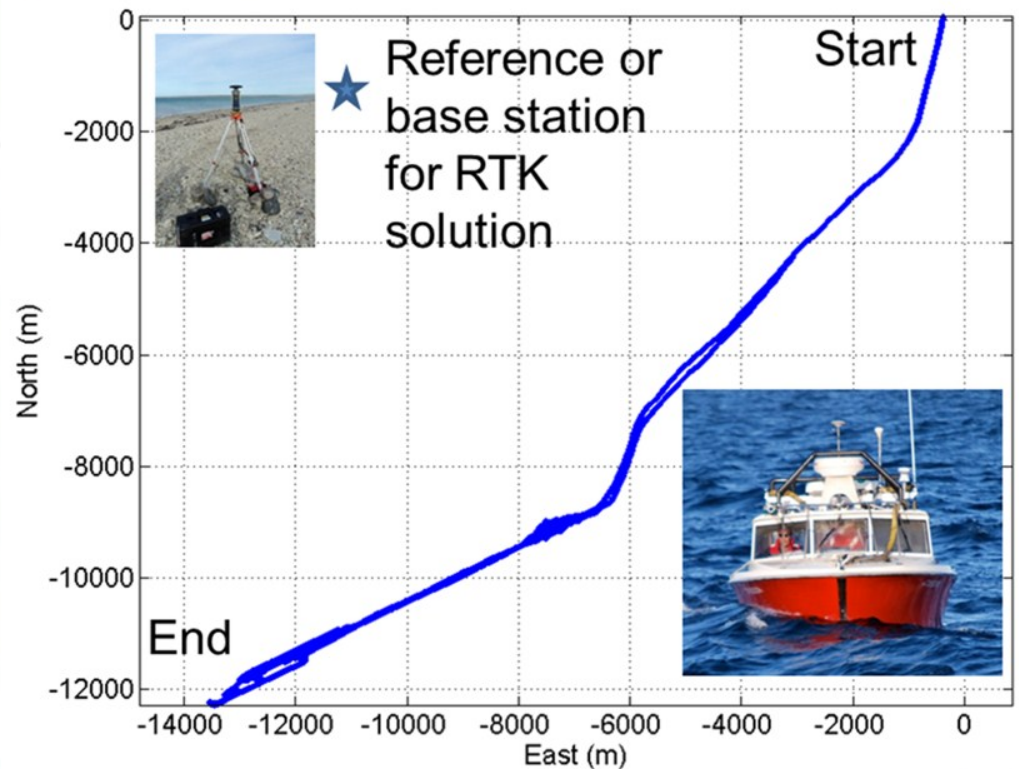 0
-2000
-4000
-6000
-8000
-10000
-12000
North (m)
Reference or
base station
for RTK
solution
Start
End
-14000 -12000 -10000 -8000 -6000 -4000 -2000 0
East (m)